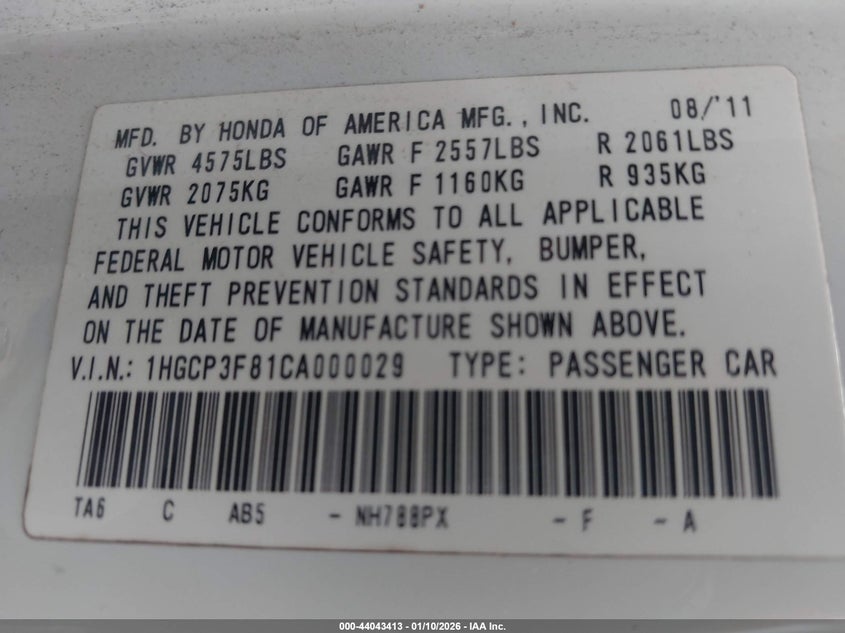 MFD. BY HONDA OF AMERICA MFG., INC. 08/'11
GVWR 4575LBS GAWR F 2557LBS R 2061LBS
GVWR 2075KG GAWR F 1160KG R 935KG
THIS VEHICLE CONFORMS TO ALL APPLICABLE
FEDERAL MOTOR VEHICLE SAFETY, BUMPER,
AND THEFT PREVENTION STANDARDS IN EFFECT
ON THE DATE OF MANUFACTURE SHOWN ABOVE.
V.I.N.: 1HGCP3F81CA000029 TYPE: PASSENGER CAR
TA6 C AB5 - NH788PX - F - A
000-44043413 - 01/10/2026 - IAA Inc.